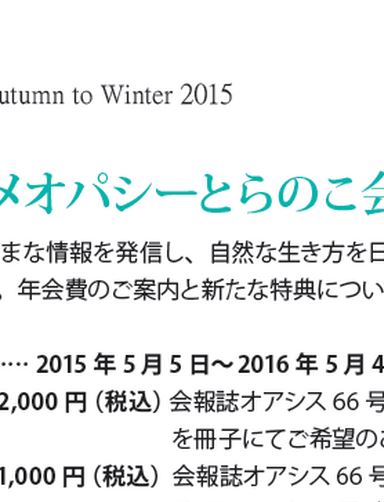 utumn to Winter 2015
メオパシーとらのこ会
まな情報を発信し、自然な生き方を日
。年会費のご案内と新たな特典につい
…… 2015 年 5 月 5 日〜 2016 年 5 月 4
2,000 円（税込）会報誌オアシス 66 号
を冊子にてご希望のお
1,000 円（税込）会報誌オアシス 66 号